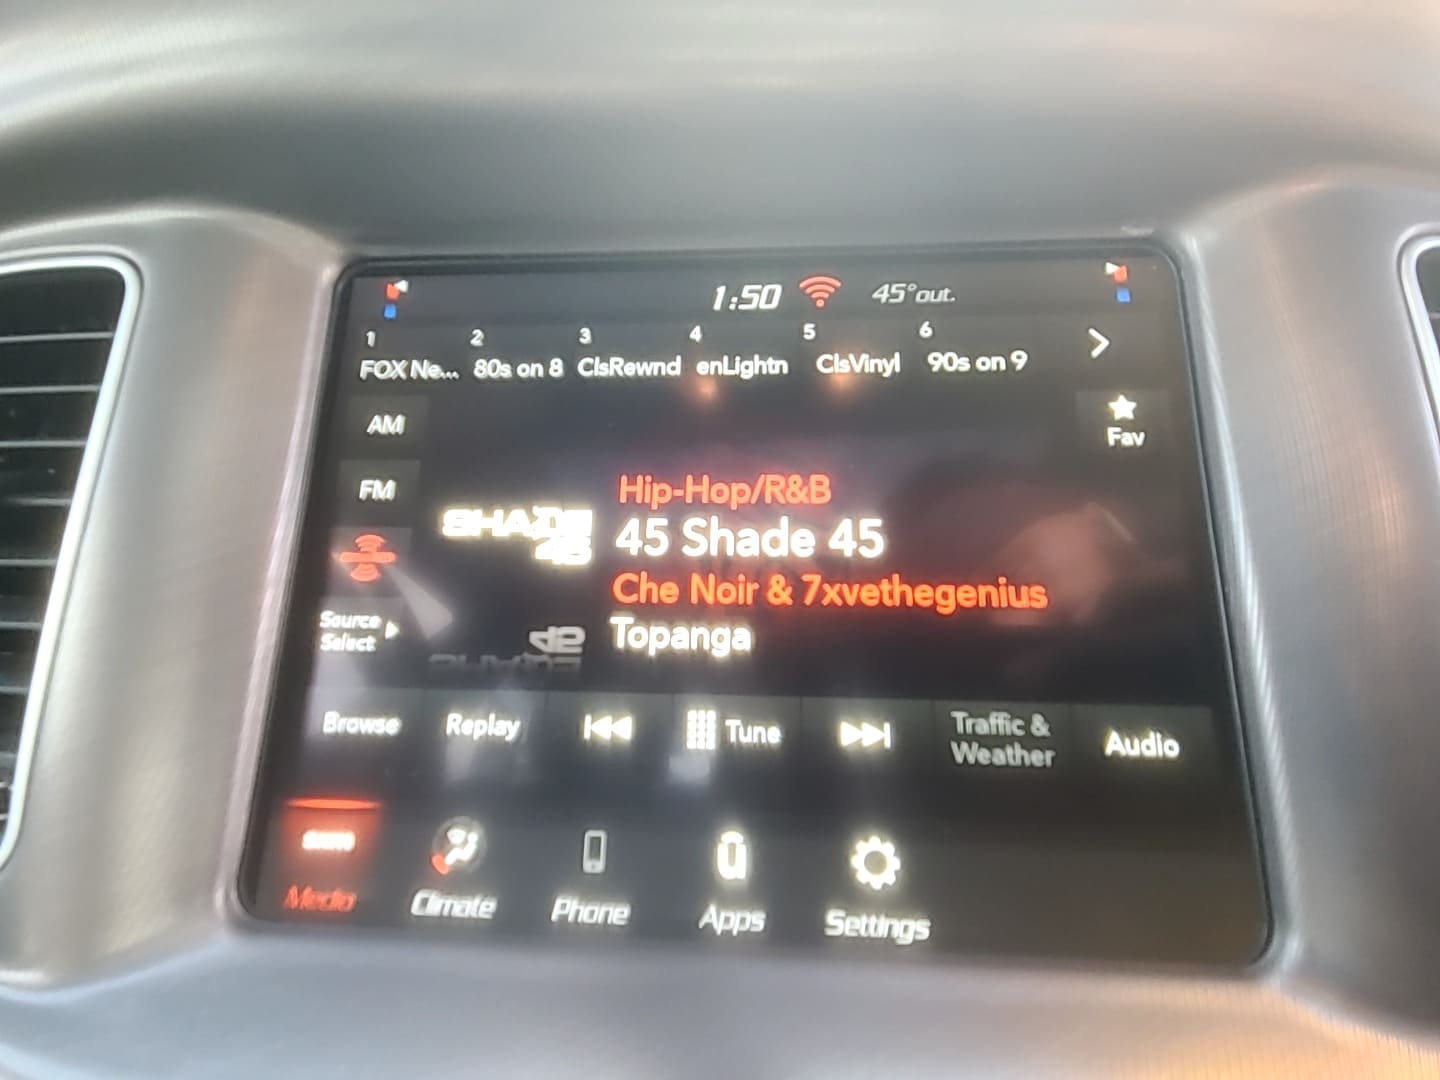 1:50 45°out.
1 2 3 4 5 6
FOX Ne... 80s on 8 ClsRewnd enLightn ClsVinyl 90s on 9
AM
Fav
FM
Hip-Hop/R&B
SHADE
45
45 Shade 45
Che Noir & 7xvethegenius
Source
Select
Topanga
Browse Replay Tune Traffic &
Weather Audio
Media Climate Phone Apps Settings